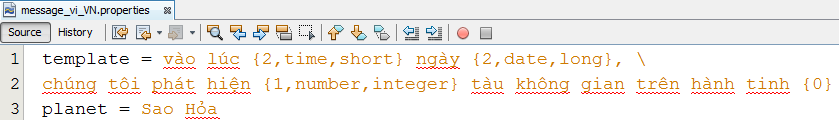 message_vi_VN.properties
Source History
1 template = vào lúc {2,time,short} ngày {2,date,long}, \
2 chúng tôi phát hiện {1,number,integer} tàu không gian trên hành tinh {0}
3 planet = Sao Hỏa